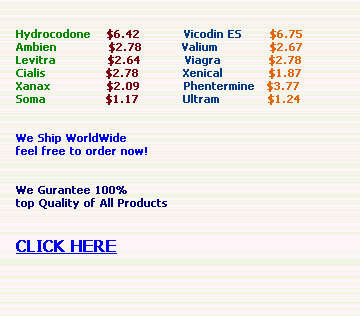 Hydrocodone $6.42 Vicodin ES $6.75
Ambien $2.78 Valium $2.67
Levitra $2.64 Viagra $2.78
Cialis $2.78 Xenical $1.87
Xanax $2.09 Phentermine $3.77
Soma $1.17 Ultram $1.24
We Ship WorldWide
feel free to order now!
We Gurantee 100%
top Quality of All Products
CLICK HERE